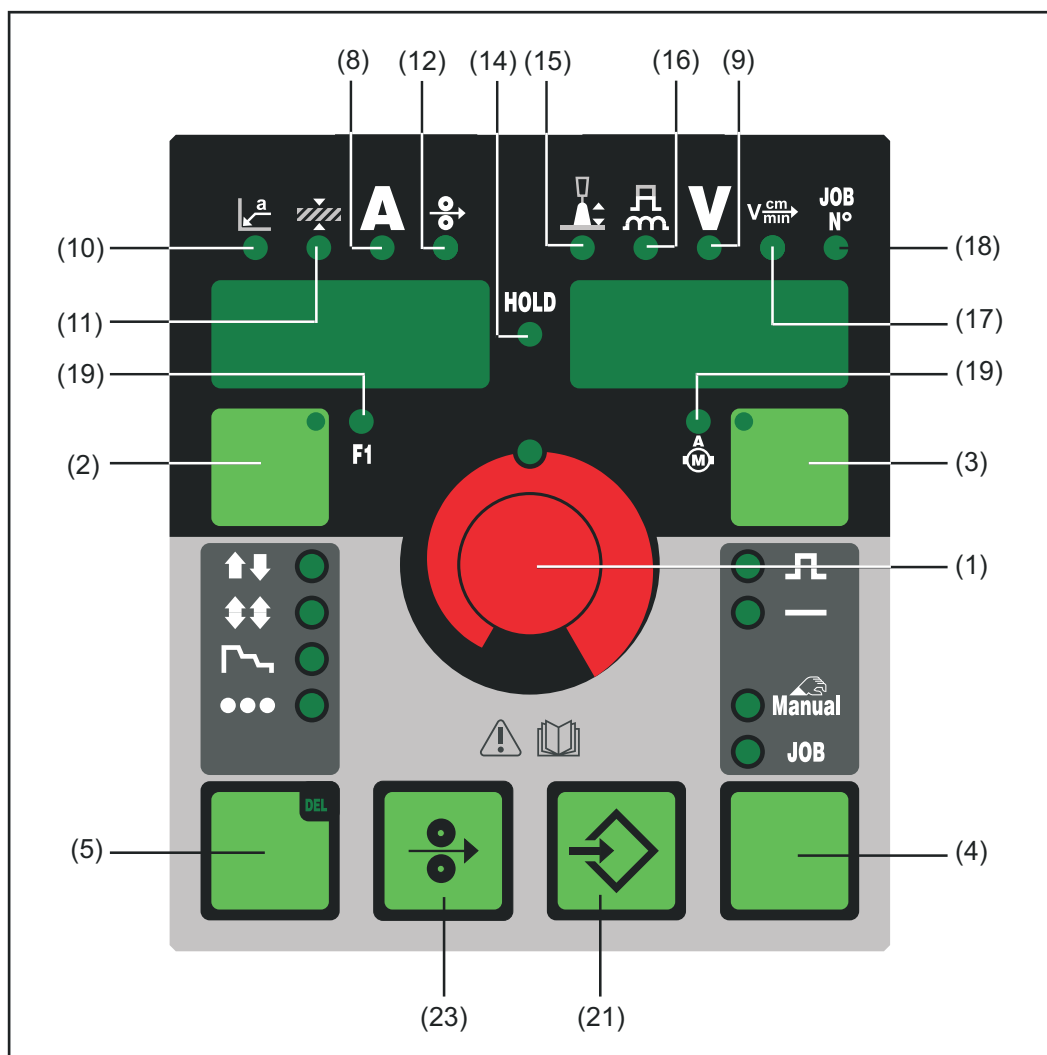 (8) (12) (14) (15) (16) (9)
a A V V cm/min JOB N°
(10) (18)
(11) HOLD (17)
(19) (19)
F1 A M
(2) (3)
(1)
Manual
JOB
DEL
(5) (4)
(23) (21)